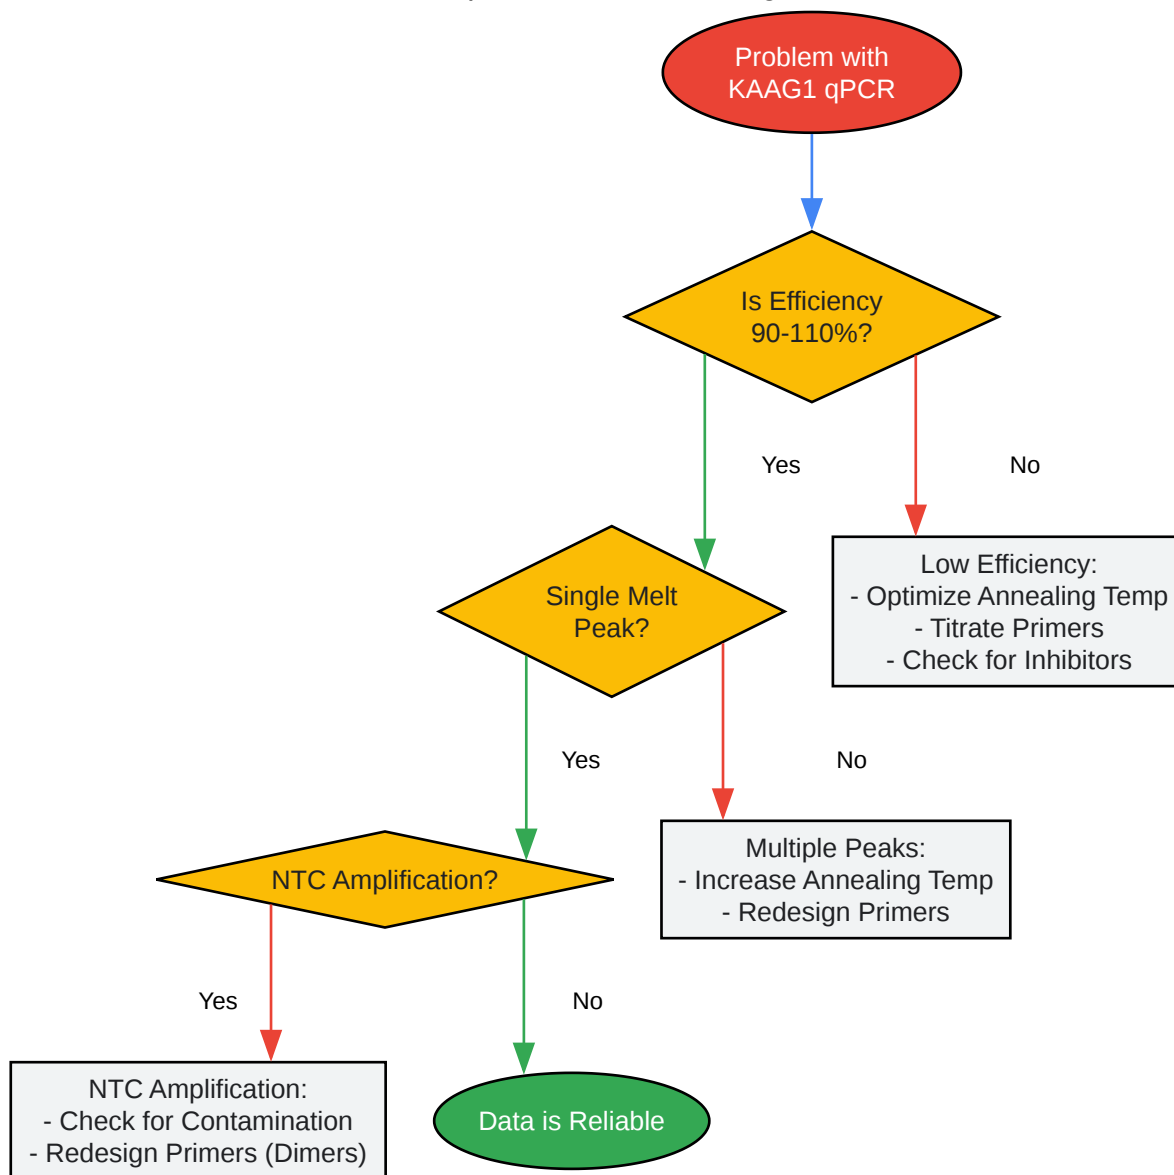 Problem with
KAAG1 qPCR
Is Efficiency
90-110%?
Yes
No
Single Melt
Peak?
Low Efficiency:
- Optimize Annealing Temp
- Titrate Primers
- Check for Inhibitors
Yes
No
NTC Amplification?
Multiple Peaks:
- Increase Annealing Temp
- Redesign Primers
Yes
No
NTC Amplification:
- Check for Contamination
- Redesign Primers (Dimers)
Data is Reliable